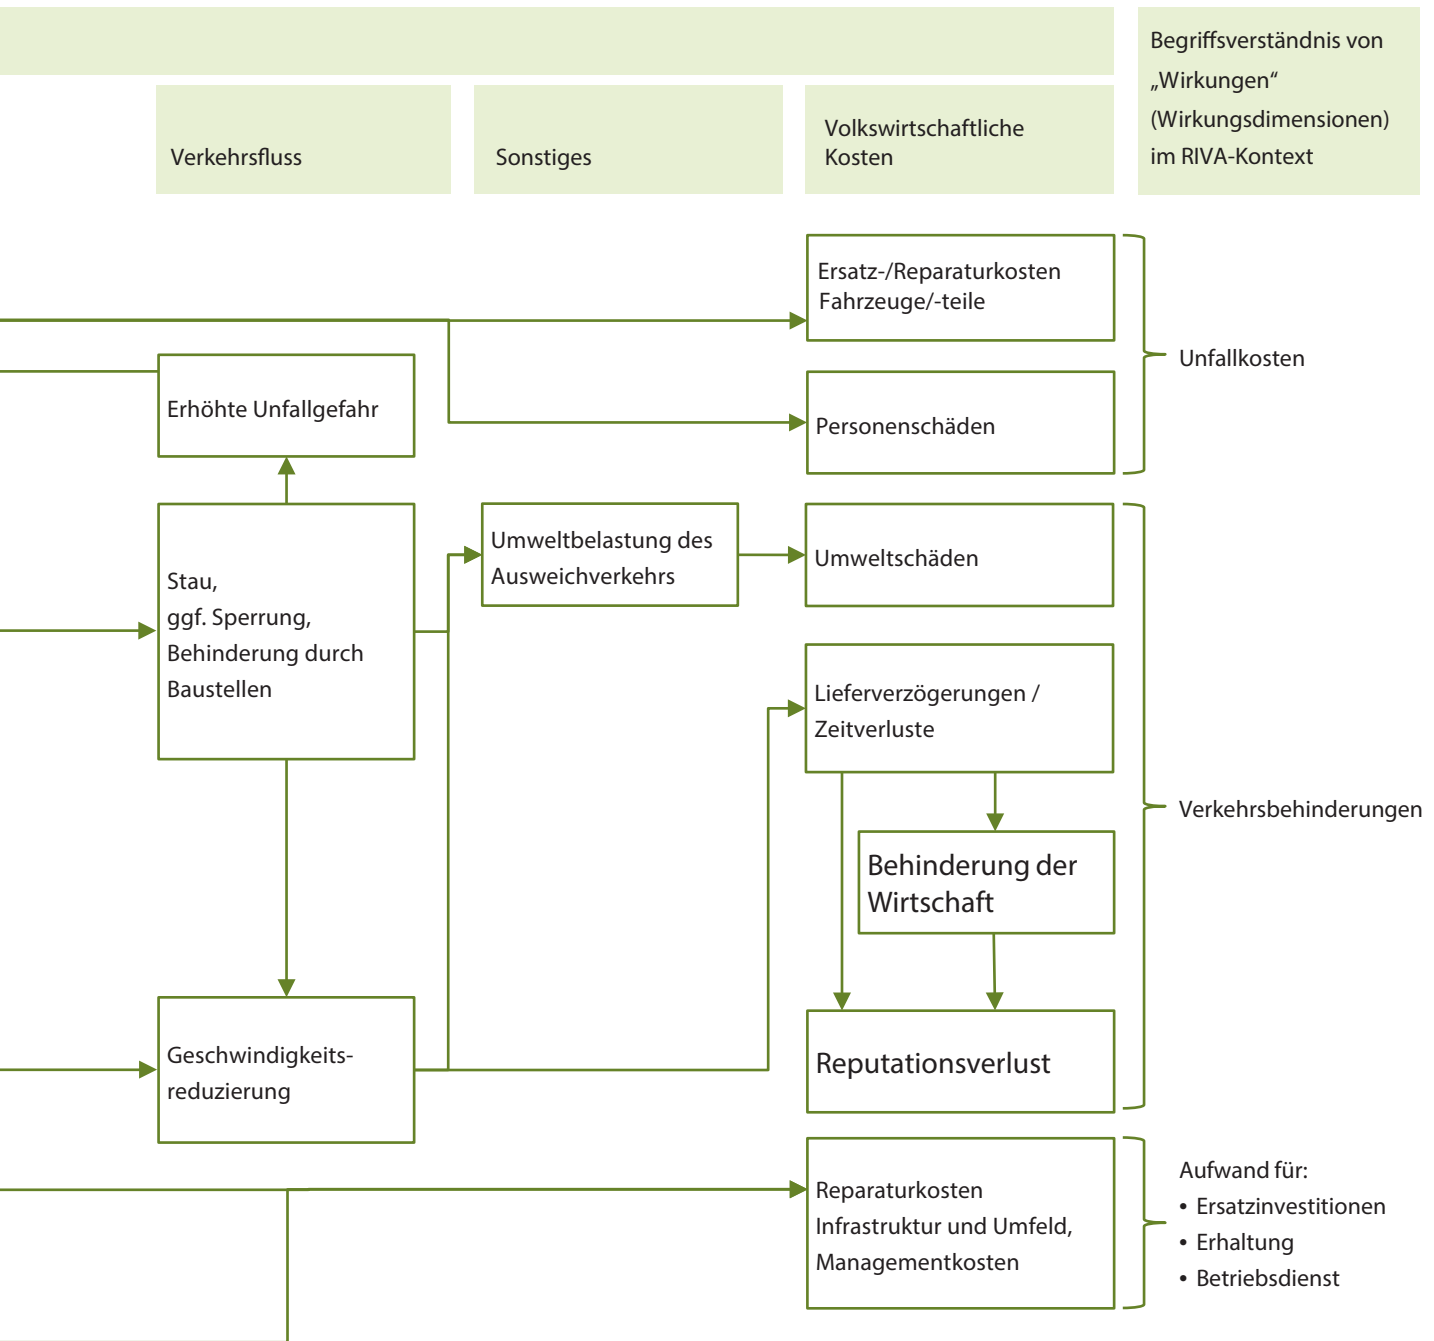 Begriffsverständnis von
„Wirkungen“
(Wirkungsdimensionen)
im RIVA-Kontext
Verkehrsfluss
Sonstiges
Volkswirtschaftliche
Kosten
Ersatz-/Reparaturkosten
Fahrzeuge/-teile
Unfallkosten
Erhöhte Unfallgefahr
Personenschäden
Stau,
ggf. Sperrung,
Behinderung durch
Baustellen
Umweltbelastung des
Ausweichverkehrs
Umweltschäden
Lieferverzögerungen /
Zeitverluste
Verkehrsbehinderungen
Behinderung der
Wirtschaft
Geschwindigkeits-
reduzierung
Reputationsverlust
Reparaturkosten
Infrastruktur und Umfeld,
Managementkosten
Aufwand für:
• Ersatzinvestitionen
• Erhaltung
• Betriebsdienst